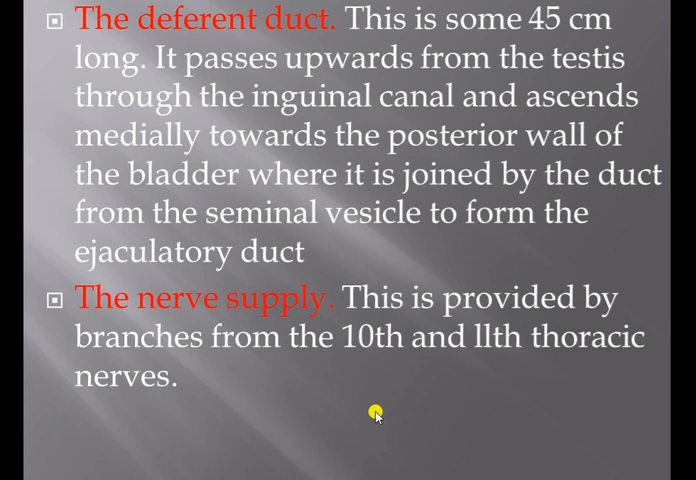 The deferent duct. This is some 45 cm
long. It passes upwards from the testis
through the inguinal canal and ascends
medially towards the posterior wall of
the bladder where it is joined by the duct
from the seminal vesicle to form the
ejaculatory duct
The nerve supply. This is provided by
branches from the 10th and llth thoracic
nerves.